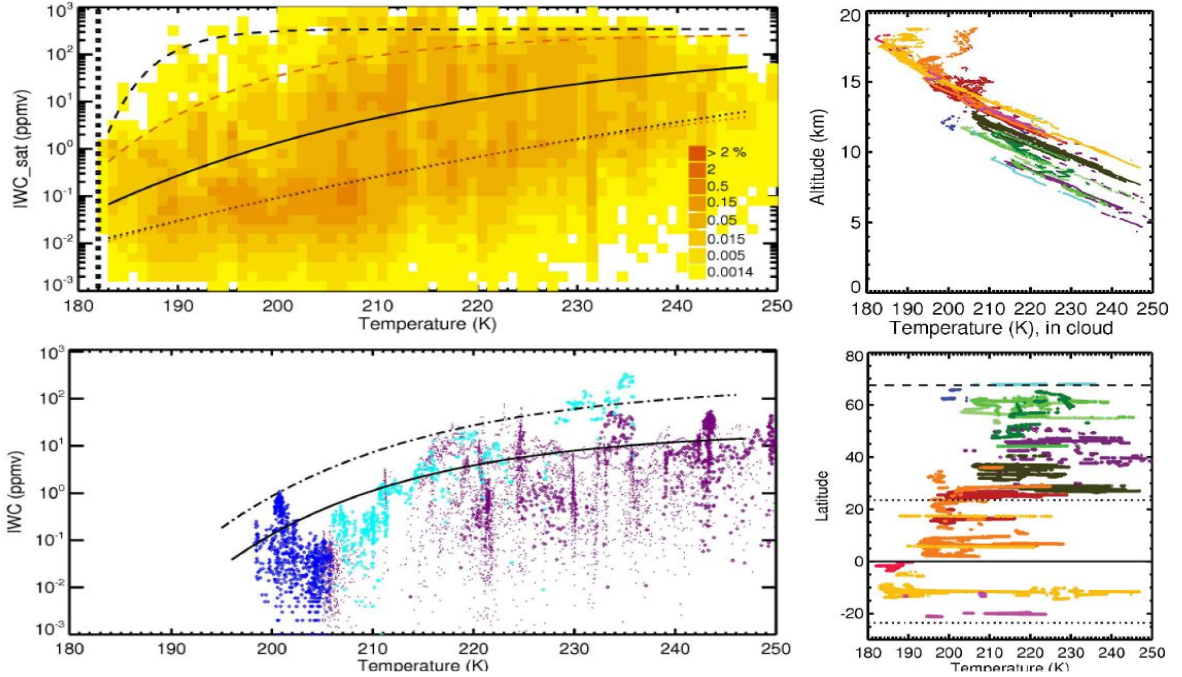 IWC_sat (ppmv)
10³
10²
10¹
10⁰
10⁻¹
10⁻²
10⁻³
> 2 %
2
0.5
0.15
0.05
0.015
0.005
0.0014
180 190 200 210 220 230 240 250
Temperature (K)
Altitude (km)
20
15
10
5
0
180 190 200 210 220 230 240 250
Temperature (K), in cloud
IWC (ppmv)
10³
10²
10¹
10⁰
10⁻¹
10⁻²
10⁻³
180 190 200 210 220 230 240 250
Temperature (K)
Latitude
80
60
40
20
0
-20
180 190 200 210 220 230 240 250
Temperature (K)